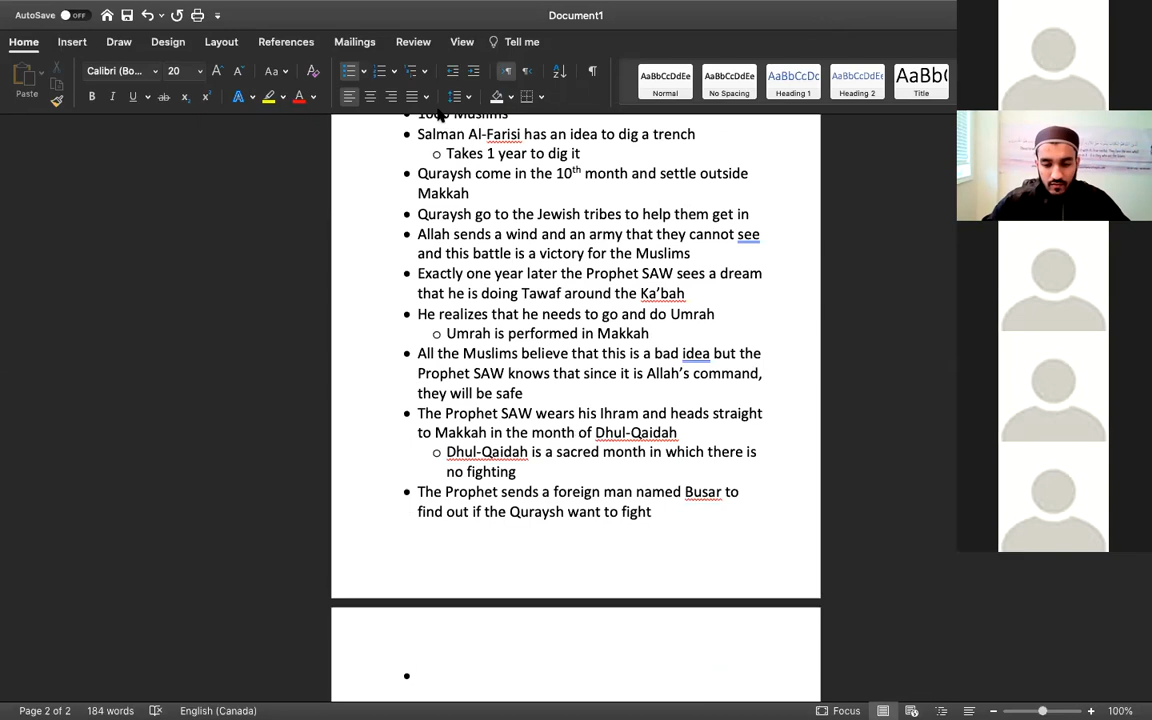 AutoSave OFF Document1
Home Insert Draw Design Layout References Mailings Review View Tell me
Paste Calibri (Bo... 20 Aa AaBbCcDdEe AaBbCcDdEe AaBbCcDc AaBbCcDdEe AaBb(
B I U ab x₂ x² A A Normal No Spacing Heading 1 Heading 2 Title
Muslims
• Salman Al-Farisi has an idea to dig a trench
o Takes 1 year to dig it
• Quraysh come in the 10th month and settle outside
Makkah
• Quraysh go to the Jewish tribes to help them get in
• Allah sends a wind and an army that they cannot see
and this battle is a victory for the Muslims
• Exactly one year later the Prophet SAW sees a dream
that he is doing Tawaf around the Ka'bah
• He realizes that he needs to go and do Umrah
o Umrah is performed in Makkah
• All the Muslims believe that this is a bad idea but the
Prophet SAW knows that since it is Allah's command,
they will be safe
• The Prophet SAW wears his Ihram and heads straight
to Makkah in the month of Dhul-Qaidah
o Dhul-Qaidah is a sacred month in which there is
no fighting
• The Prophet sends a foreign man named Busar to
find out if the Quraysh want to fight
•
Page 2 of 2 184 words English (Canada) Focus 100%